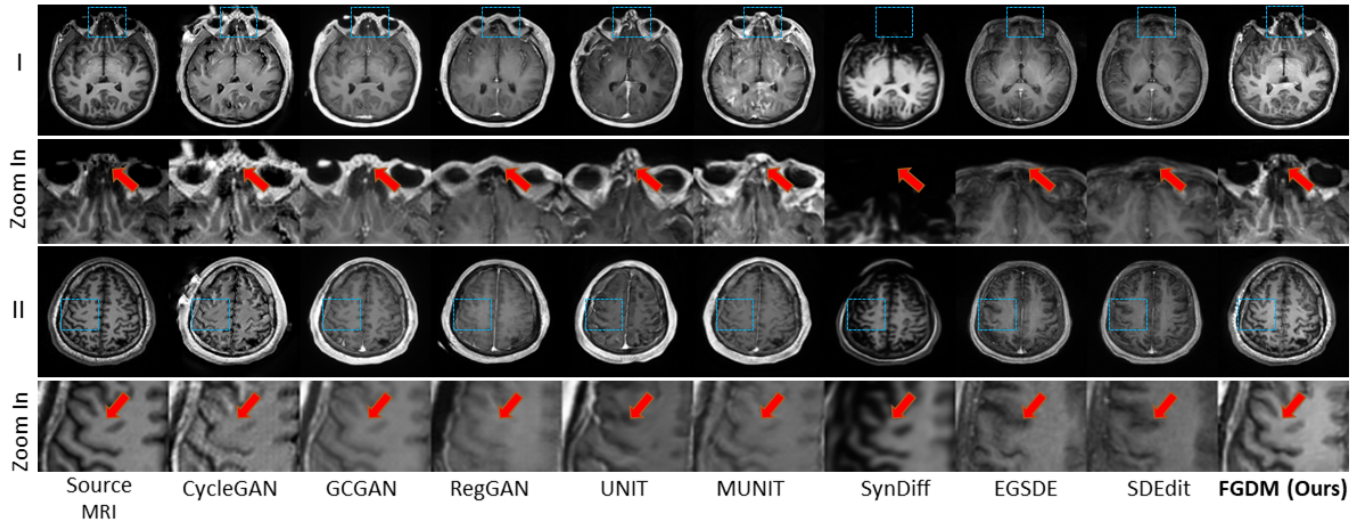 I
Zoom In
II
Zoom In
Source
MRI
CycleGAN
GCGAN
RegGAN
UNIT
MUNIT
SynDiff
EGSDE
SDEdit
FGDM (Ours)